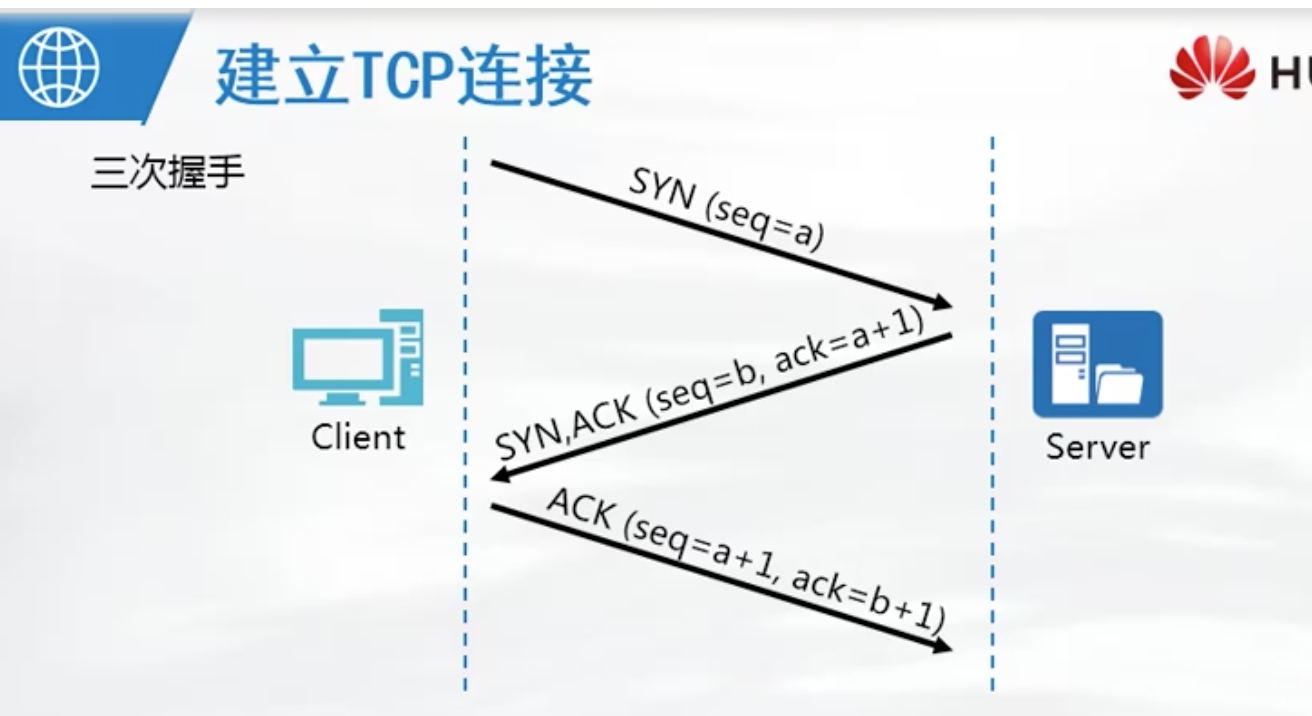 建立TCP连接
HU
三次握手
SYN (seq=a)
SYN,ACK (seq=b, ack=a+1)
Client
Server
ACK (seq=a+1, ack=b+1)